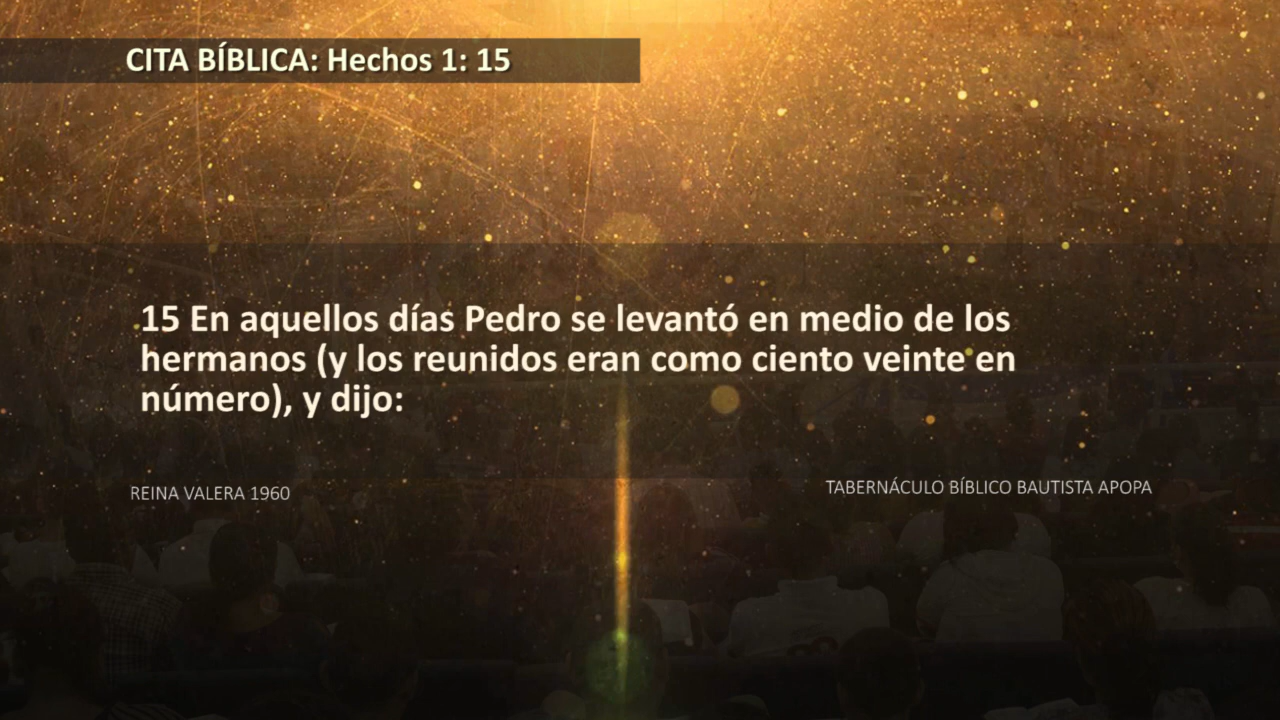 CITA BÍBLICA: Hechos 1: 15
15 En aquellos días Pedro se levantó en medio de los
hermanos (y los reunidos eran como ciento veinte en
número), y dijo:
REINA VALERA 1960
TABERNÁCULO BÍBLICO BAUTISTA APOPA